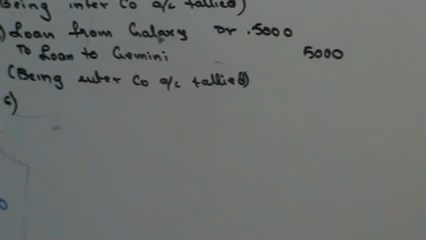 Being inter Co a/c tallied)
) Loan from Galaxy Dr .5000
To Loan to Gemini 5000
(Being inter Co a/c tallied)
c)